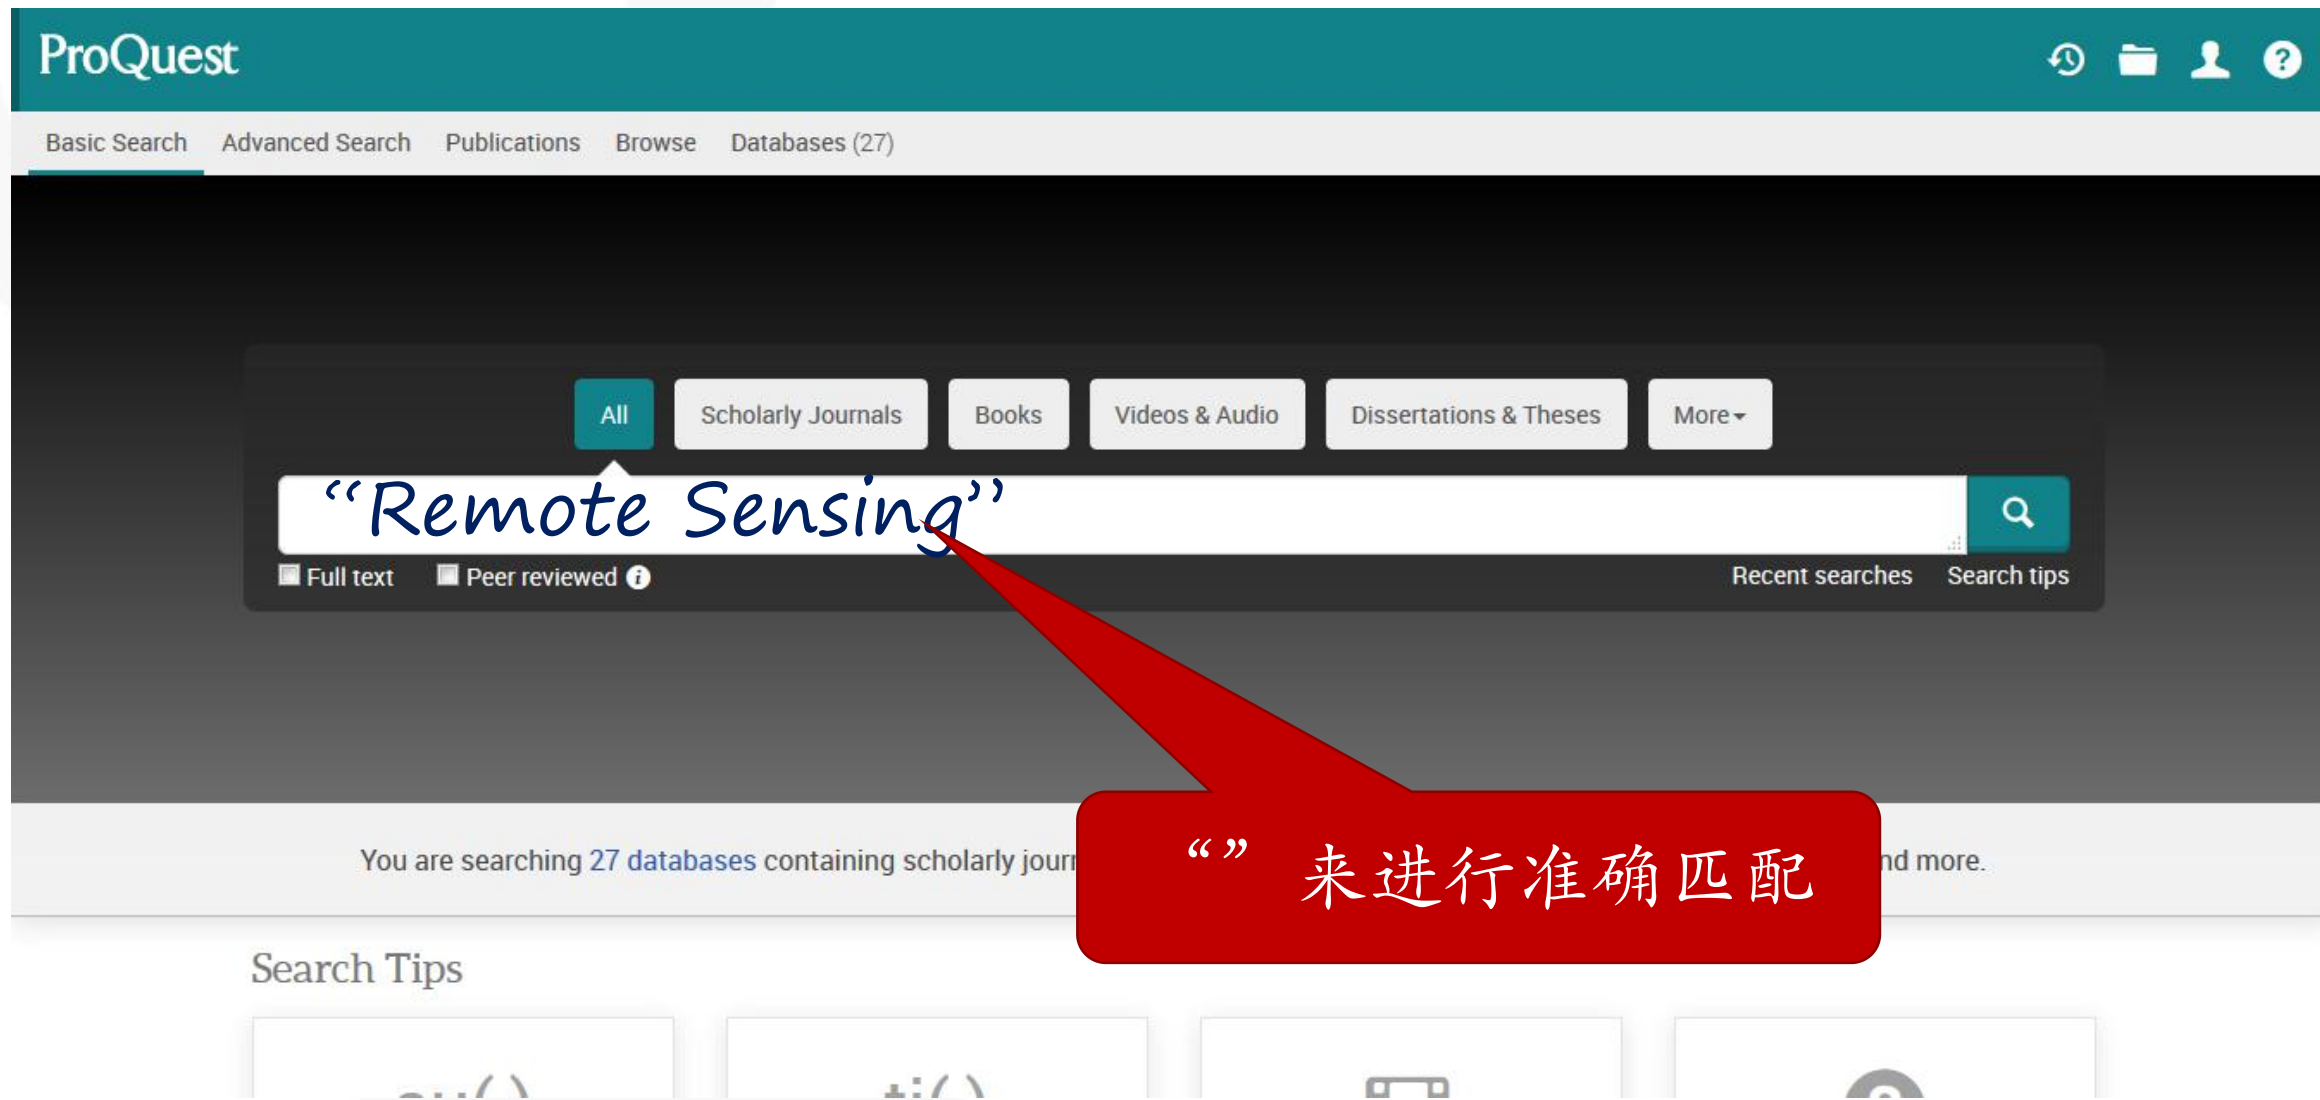 ProQuest
Basic Search Advanced Search Publications Browse Databases (27)
All Scholarly Journals Books Videos & Audio Dissertations & Theses More
“Remote Sensing”
Full text Peer reviewed Recent searches Search tips
You are searching 27 databases containing scholarly
more.
“”来进行准确匹配
Search Tips
ti( )